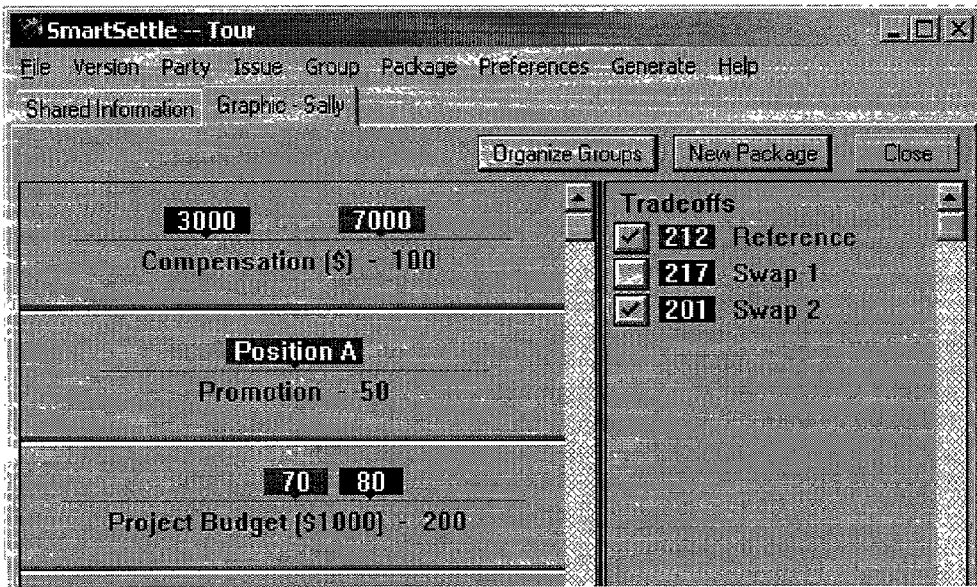 SmartSettle -- Tour
File Version Party Issue Group Package Preferences Generate Help
Shared Information Graphic - Sally
Organize Groups New Package Close
3000 7000
Compensation ($) - 100
Position A
Promotion - 50
70 80
Project Budget ($1000) - 200
Tradeoffs
212 Reference
217 Swap 1
201 Swap 2